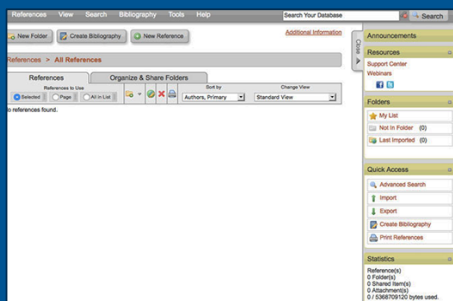 References View Search Bibliography Tools Help Search Your Database Search
New Folder Create Bibliography New Reference Additional Information
References > All References
References Organize & Share Folders
References to Use Sort by Change View
Selected Page All in List Authors, Primary Standard View
o references found.
Close
Announcements
Resources
Support Center
Webinars
Folders
My List
Not In Folder (0)
Last Imported (0)
Quick Access
Advanced Search
Import
Export
Create Bibliography
Print References
Statistics
Reference(s)
0 Folder(s)
0 Shared Item(s)
0 Attachment(s)
0 / 5368709120 bytes used.